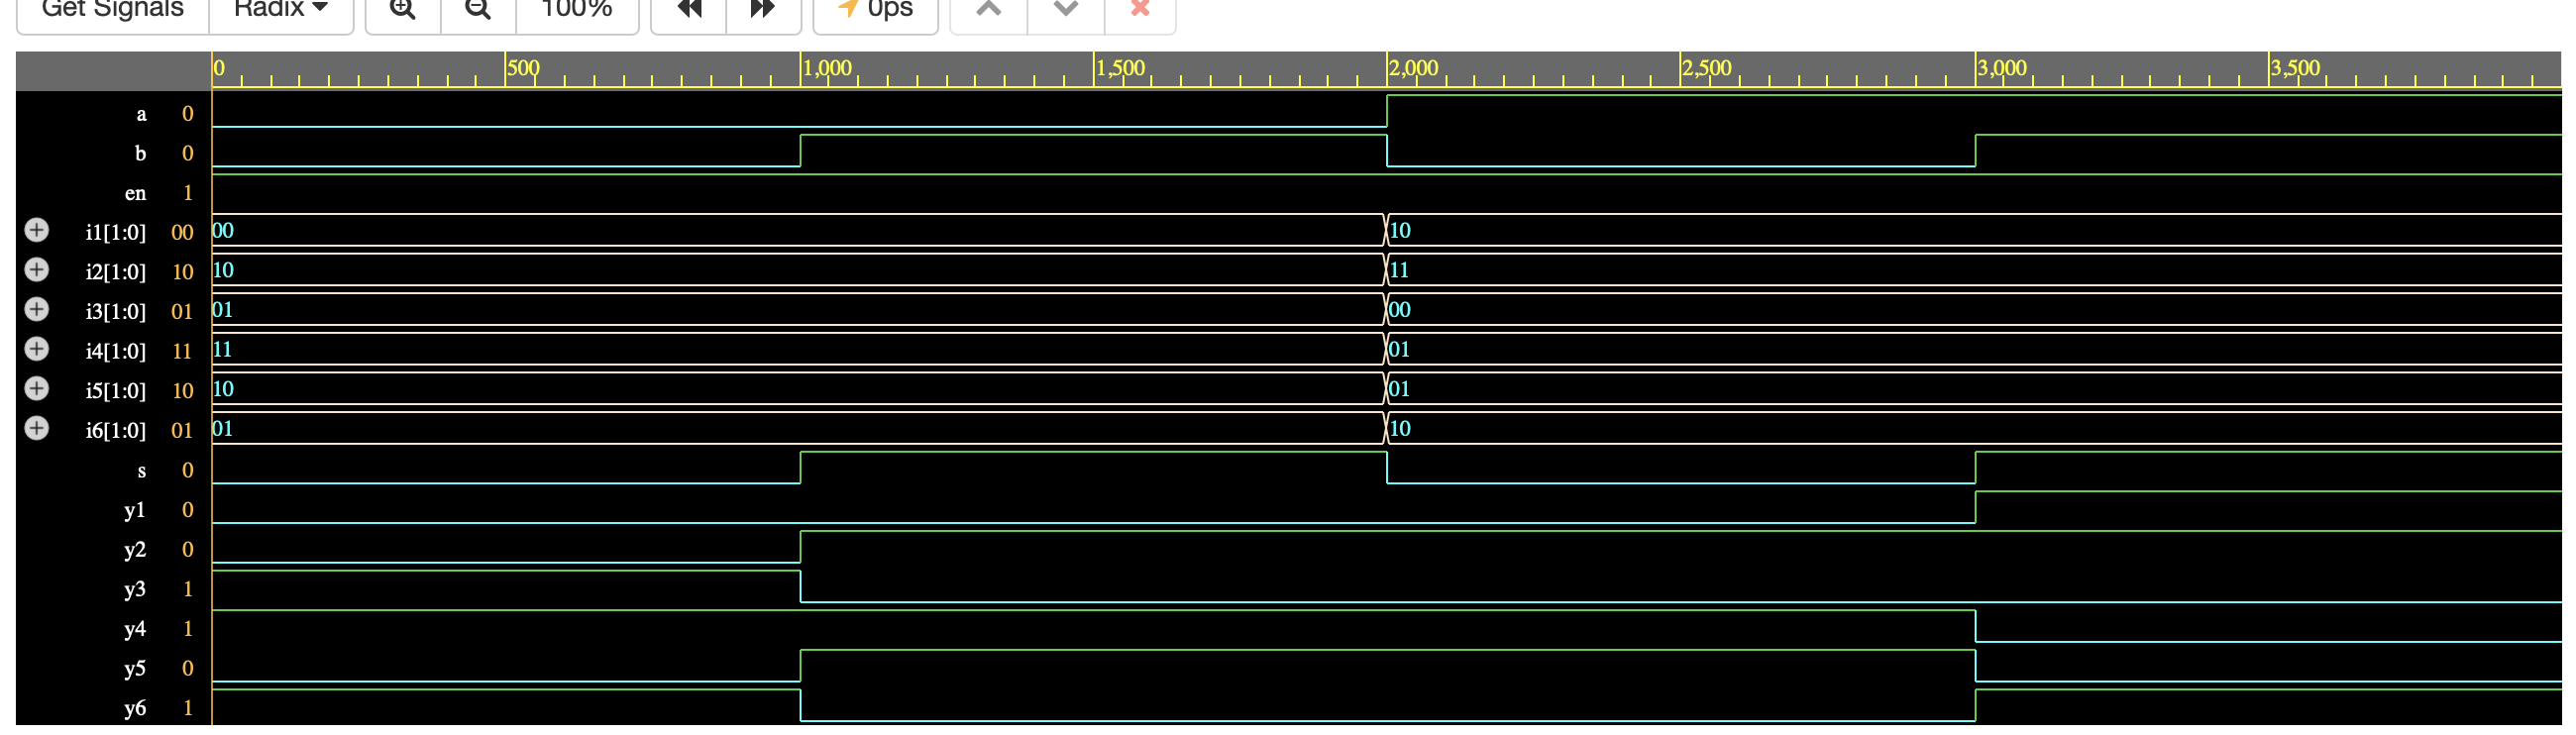 Get Signals Radix 100% 0ps
0 500 1,000 1,500 2,000 2,500 3,000 3,500
a 0
b 0
en 1
i1[1:0] 00 00 10
i2[1:0] 10 10 11
i3[1:0] 01 01 00
i4[1:0] 11 11 01
i5[1:0] 10 10 01
i6[1:0] 01 01 10
s 0
y1 0
y2 0
y3 1
y4 1
y5 0
y6 1